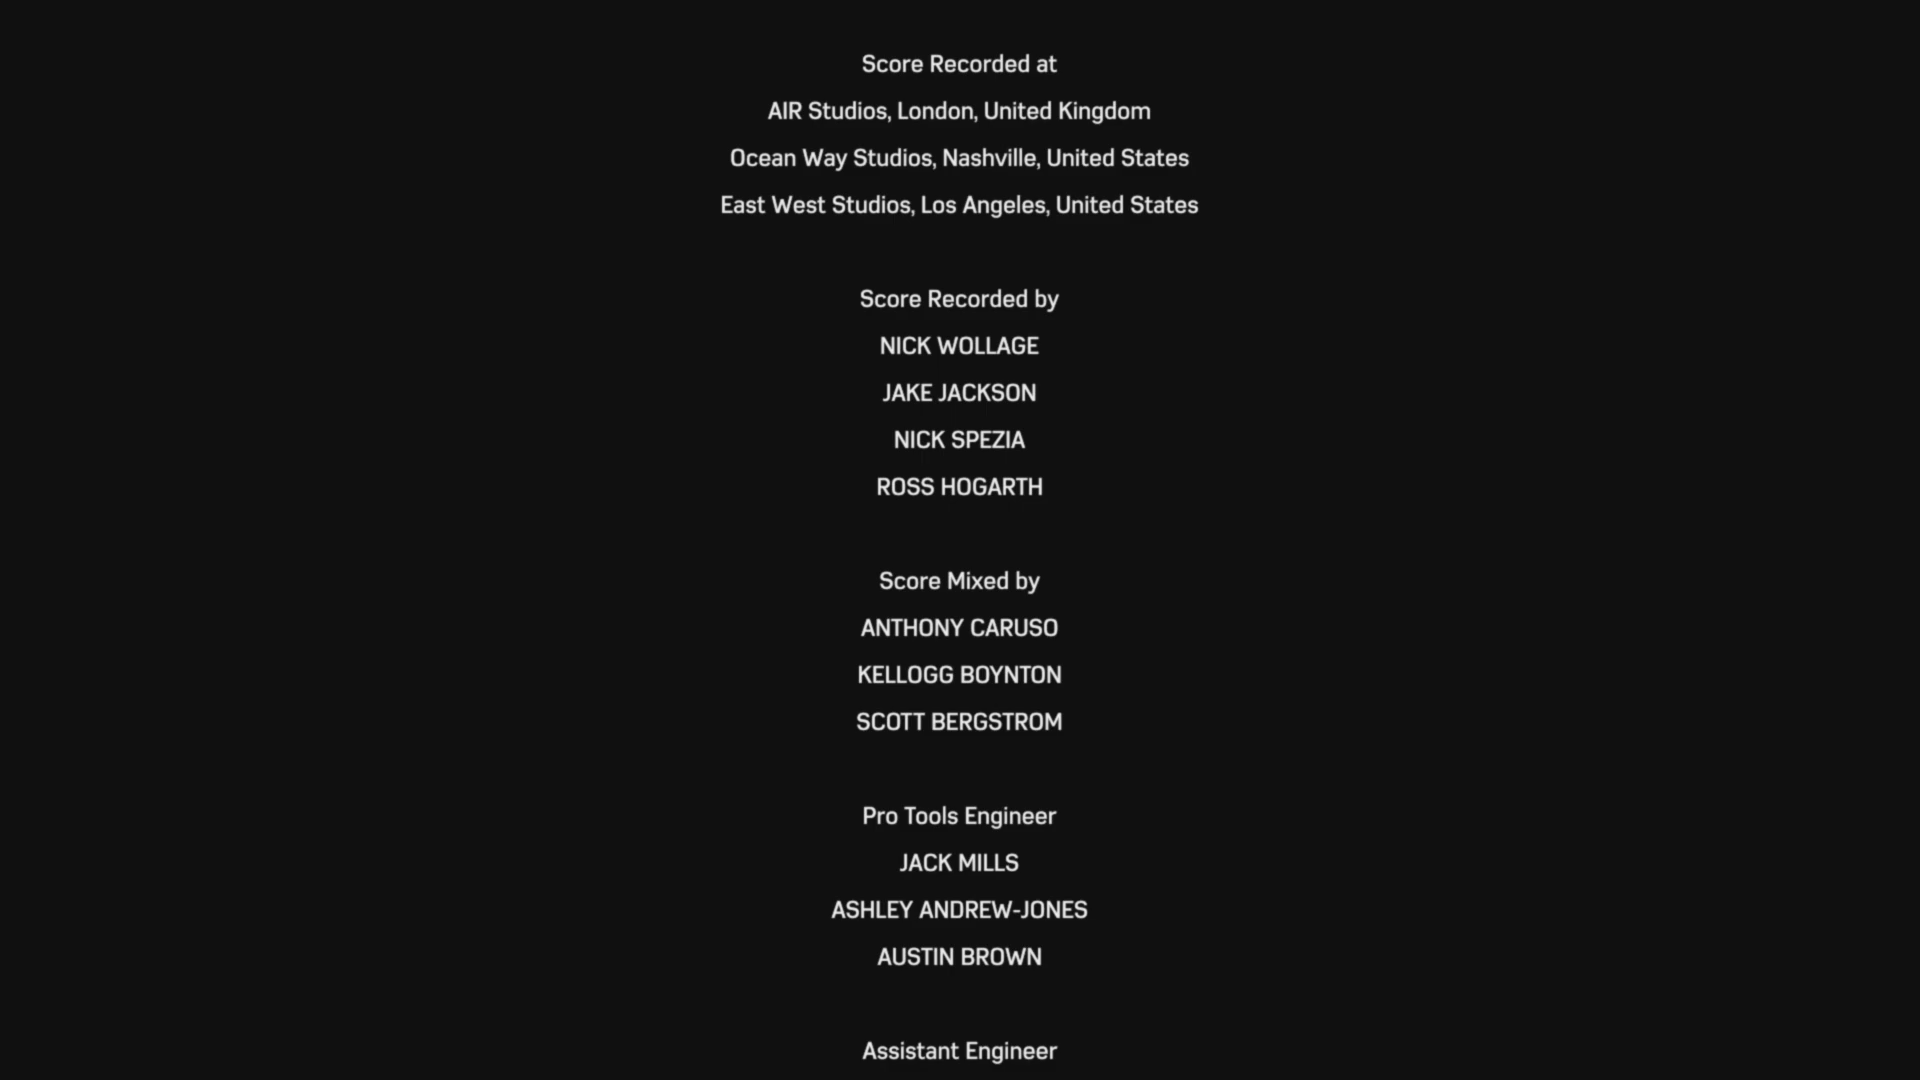 Score Recorded at
AIR Studios, London, United Kingdom
Ocean Way Studios, Nashville, United States
East West Studios, Los Angeles, United States
Score Recorded by
NICK WOLLAGE
JAKE JACKSON
NICK SPEZIA
ROSS HOGARTH
Score Mixed by
ANTHONY CARUSO
KELLOGG BOYNTON
SCOTT BERGSTROM
Pro Tools Engineer
JACK MILLS
ASHLEY ANDREW-JONES
AUSTIN BROWN
Assistant Engineer